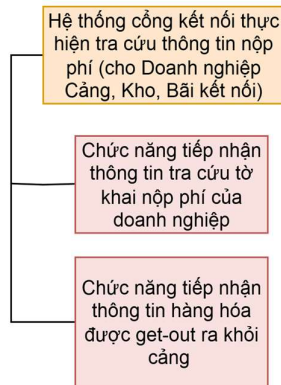 Hệ thống cổng kết nối thực
hiện tra cứu thông tin nộp
phí (cho Doanh nghiệp
Cảng, Kho, Bãi kết nối)
Chức năng tiếp nhận
thông tin tra cứu tờ
khai nộp phí của
doanh nghiệp
Chức năng tiếp nhận
thông tin hàng hóa
được get-out ra khỏi
cảng